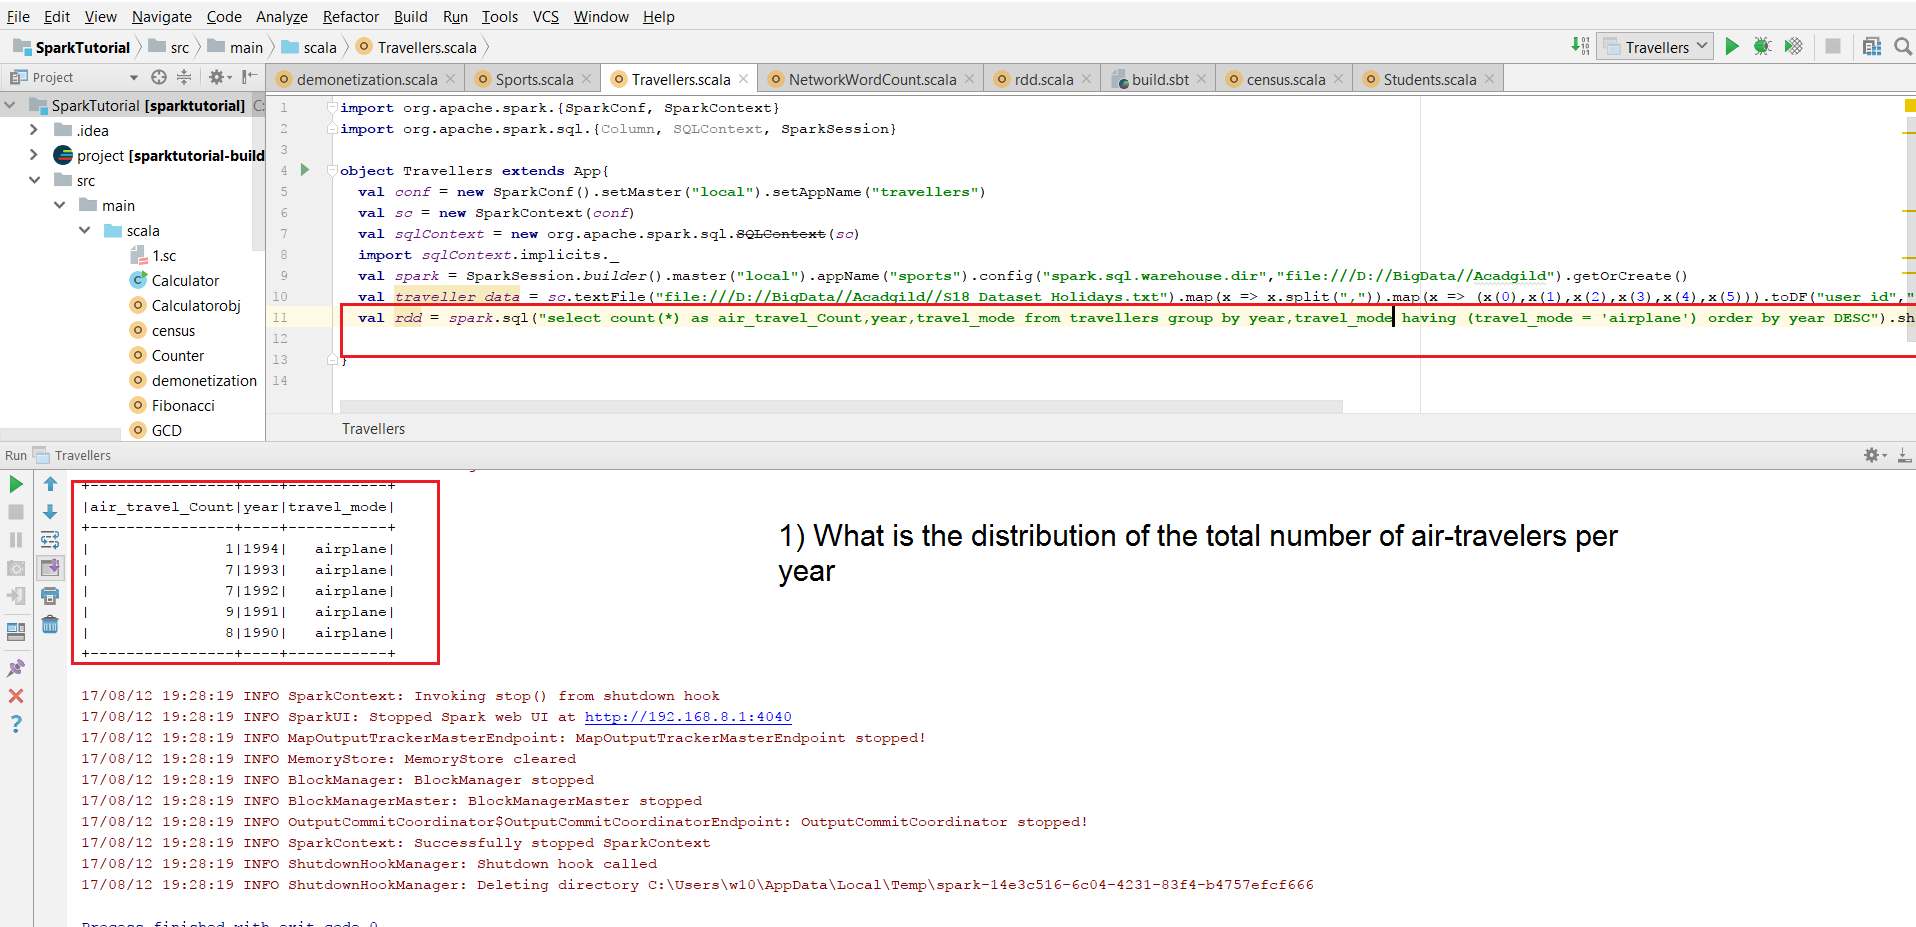 File Edit View Navigate Code Analyze Refactor Build Run Tools VCS Window Help
SparkTutorial src main scala Travellers.scala Travellers
Project demonetization.scala Sports.scala Travellers.scala NetworkWordCount.scala rdd.scala build.sbt census.scala Students.scala
SparkTutorial [sparktutorial] C:
.idea
project [sparktutorial-build
src
main
scala
1.sc
Calculator
Calculatorobj
census
Counter
demonetization
Fibonacci
GCD
1 import org.apache.spark.{SparkConf, SparkContext}
2 import org.apache.spark.sql.{Column, SQLContext, SparkSession}
3
4 object Travellers extends App{
5 val conf = new SparkConf().setMaster("local").setAppName("travellers")
6 val sc = new SparkContext(conf)
7 val sqlContext = new org.apache.spark.sql.SQLContext(sc)
8 import sqlContext.implicits._
9 val spark = SparkSession.builder().master("local").appName("sports").config("spark.sql.warehouse.dir","file:///D://BigData//Acadgild").getOrCreate()
10 val traveller_data = sc.textFile("file:///D://BigData//Acadgild//S18_Dataset_Holidays.txt").map(x => x.split(",")).map(x => (x(0),x(1),x(2),x(3),x(4),x(5))).toDF("user_id","
11 val rdd = spark.sql("select count(*) as air_travel_Count,year,travel_mode from travellers group by year,travel_mode having (travel_mode = 'airplane') order by year DESC").sh
12
13 }
14
Travellers
Run Travellers
+----------------+----+-----------+
|air_travel_Count|year|travel_mode|
+----------------+----+-----------+
| 1|1994| airplane|
| 7|1993| airplane|
| 7|1992| airplane|
| 9|1991| airplane|
| 8|1990| airplane|
+----------------+----+-----------+
1) What is the distribution of the total number of air-travelers per
year
17/08/12 19:28:19 INFO SparkContext: Invoking stop() from shutdown hook
17/08/12 19:28:19 INFO SparkUI: Stopped Spark web UI at http://192.168.8.1:4040
17/08/12 19:28:19 INFO MapOutputTrackerMasterEndpoint: MapOutputTrackerMasterEndpoint stopped!
17/08/12 19:28:19 INFO MemoryStore: MemoryStore cleared
17/08/12 19:28:19 INFO BlockManager: BlockManager stopped
17/08/12 19:28:19 INFO BlockManagerMaster: BlockManagerMaster stopped
17/08/12 19:28:19 INFO OutputCommitCoordinator$OutputCommitCoordinatorEndpoint: OutputCommitCoordinator stopped!
17/08/12 19:28:19 INFO SparkContext: Successfully stopped SparkContext
17/08/12 19:28:19 INFO ShutdownHookManager: Shutdown hook called
17/08/12 19:28:19 INFO ShutdownHookManager: Deleting directory C:\Users\w10\AppData\Local\Temp\spark-14e3c516-6c04-4231-83f4-b4757efcf666
Process finished with exit code 0